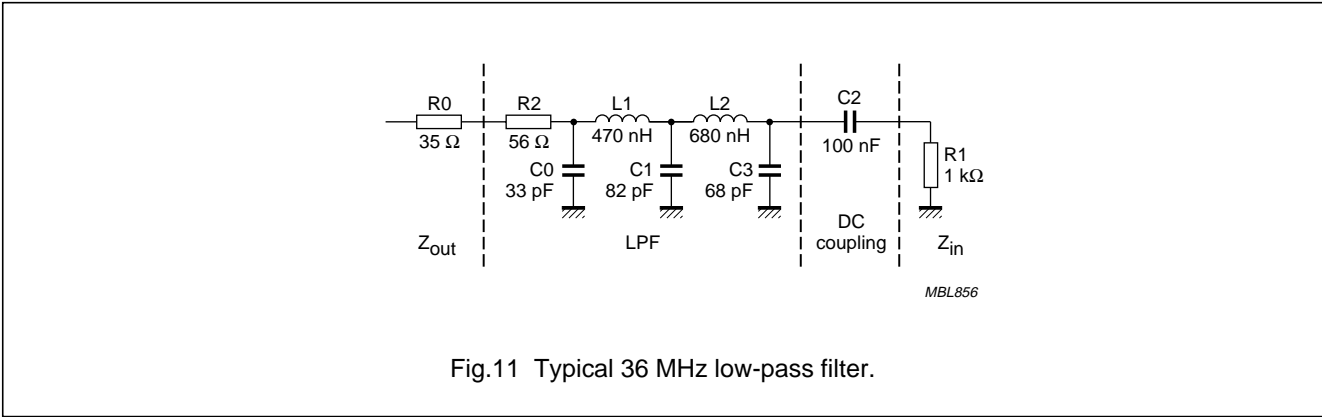 R0
35 Ω
R2
56 Ω
L1
470 nH
L2
680 nH
C2
100 nF
C0
33 pF
C1
82 pF
C3
68 pF
R1
1 kΩ
Zout
LPF
DC
coupling
Zin
MBL856
Fig.11 Typical 36 MHz low-pass filter.